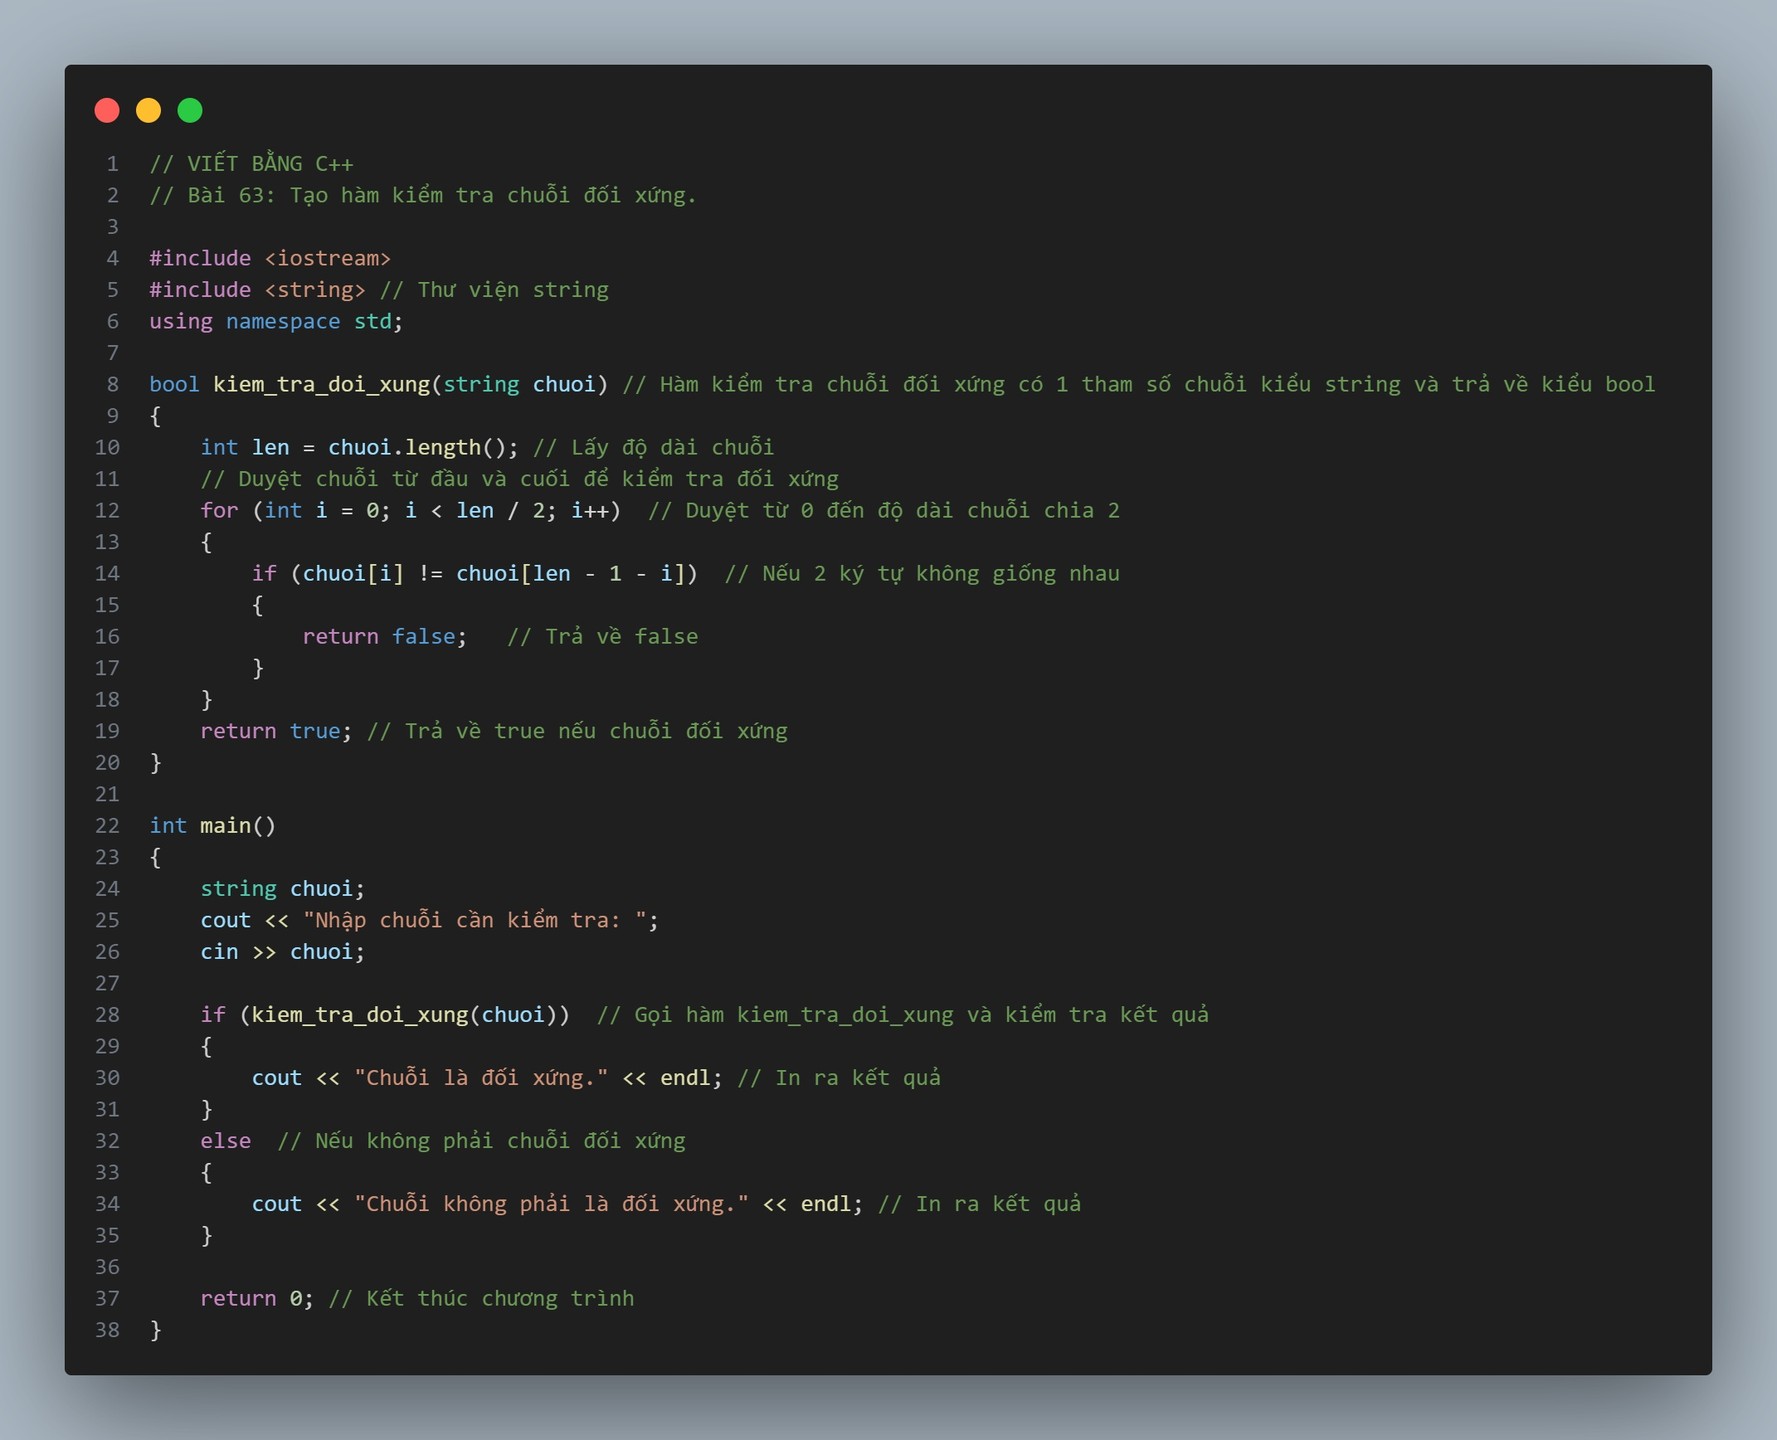 1 // VIẾT BẰNG C++
2 // Bài 63: Tạo hàm kiểm tra chuỗi đối xứng.
3
4 #include <iostream>
5 #include <string> // Thư viện string
6 using namespace std;
7
8 bool kiem_tra_doi_xung(string chuoi) // Hàm kiểm tra chuỗi đối xứng có 1 tham số chuỗi kiểu string và trả về kiểu bool
9 {
10     int len = chuoi.length(); // Lấy độ dài chuỗi
11     // Duyệt chuỗi từ đầu và cuối để kiểm tra đối xứng
12     for (int i = 0; i < len / 2; i++)  // Duyệt từ 0 đến độ dài chuỗi chia 2
13     {
14         if (chuoi[i] != chuoi[len - 1 - i])  // Nếu 2 ký tự không giống nhau
15         {
16             return false;   // Trả về false
17         }
18     }
19     return true; // Trả về true nếu chuỗi đối xứng
20 }
21
22 int main()
23 {
24     string chuoi;
25     cout << "Nhập chuỗi cần kiểm tra: ";
26     cin >> chuoi;
27
28     if (kiem_tra_doi_xung(chuoi))  // Gọi hàm kiem_tra_doi_xung và kiểm tra kết quả
29     {
30         cout << "Chuỗi là đối xứng." << endl; // In ra kết quả
31     }
32     else  // Nếu không phải chuỗi đối xứng
33     {
34         cout << "Chuỗi không phải là đối xứng." << endl; // In ra kết quả
35     }
36
37     return 0; // Kết thúc chương trình
38 }